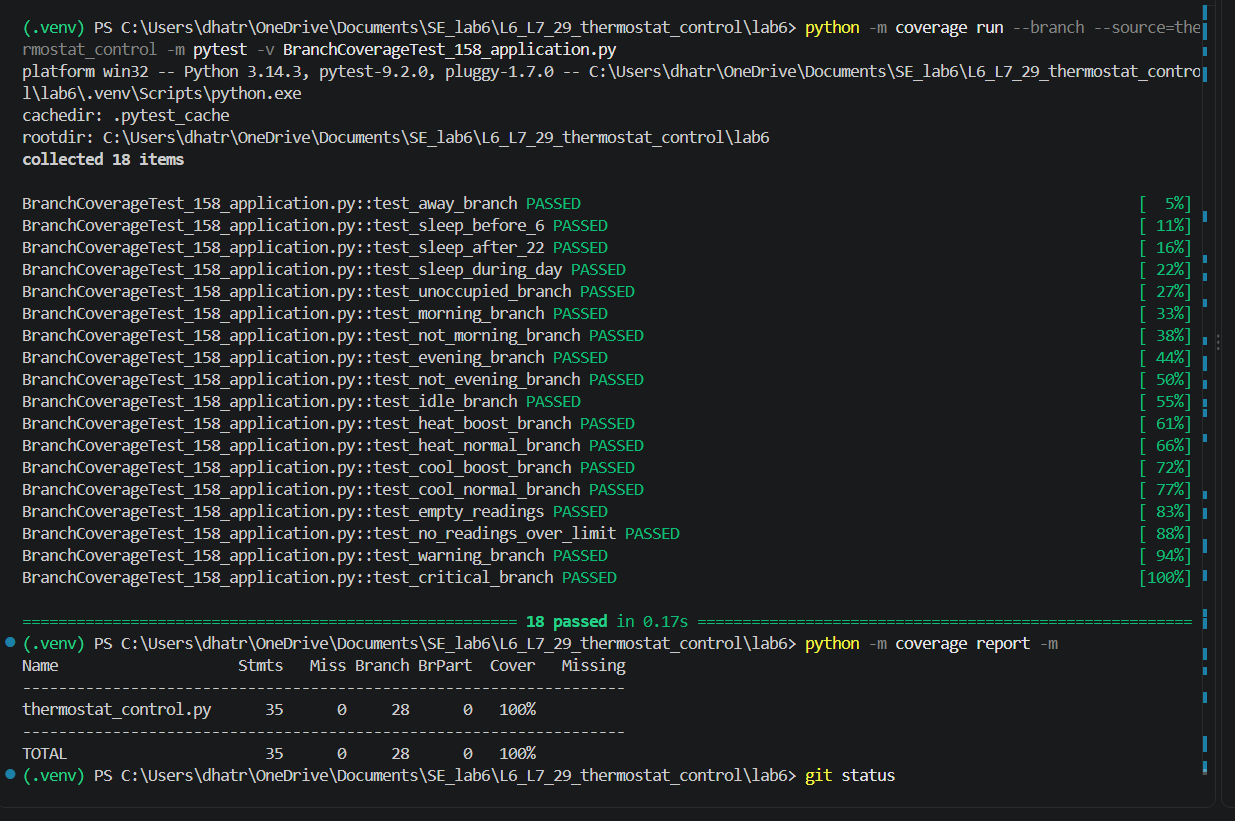 (.venv) PS C:\Users\dhatr\OneDrive\Documents\SE_lab6\L6_L7_29_thermostat_control\lab6> python -m coverage run --branch --source=the
rmostat_control -m pytest -v BranchCoverageTest_158_application.py
platform win32 -- Python 3.14.3, pytest-9.2.0, pluggy-1.7.0 -- C:\Users\dhatr\OneDrive\Documents\SE_lab6\L6_L7_29_thermostat_contro
l\lab6\.venv\Scripts\python.exe
cachedir: .pytest_cache
rootdir: C:\Users\dhatr\OneDrive\Documents\SE_lab6\L6_L7_29_thermostat_control\lab6
collected 18 items
BranchCoverageTest_158_application.py::test_away_branch PASSED [  5%]
BranchCoverageTest_158_application.py::test_sleep_before_6 PASSED [ 11%]
BranchCoverageTest_158_application.py::test_sleep_after_22 PASSED [ 16%]
BranchCoverageTest_158_application.py::test_sleep_during_day PASSED [ 22%]
BranchCoverageTest_158_application.py::test_unoccupied_branch PASSED [ 27%]
BranchCoverageTest_158_application.py::test_morning_branch PASSED [ 33%]
BranchCoverageTest_158_application.py::test_not_morning_branch PASSED [ 38%]
BranchCoverageTest_158_application.py::test_evening_branch PASSED [ 44%]
BranchCoverageTest_158_application.py::test_not_evening_branch PASSED [ 50%]
BranchCoverageTest_158_application.py::test_idle_branch PASSED [ 55%]
BranchCoverageTest_158_application.py::test_heat_boost_branch PASSED [ 61%]
BranchCoverageTest_158_application.py::test_heat_normal_branch PASSED [ 66%]
BranchCoverageTest_158_application.py::test_cool_boost_branch PASSED [ 72%]
BranchCoverageTest_158_application.py::test_cool_normal_branch PASSED [ 77%]
BranchCoverageTest_158_application.py::test_empty_readings PASSED [ 83%]
BranchCoverageTest_158_application.py::test_no_readings_over_limit PASSED [ 88%]
BranchCoverageTest_158_application.py::test_warning_branch PASSED [ 94%]
BranchCoverageTest_158_application.py::test_critical_branch PASSED [100%]
======================================================= 18 passed in 0.17s =======================================================
(.venv) PS C:\Users\dhatr\OneDrive\Documents\SE_lab6\L6_L7_29_thermostat_control\lab6> python -m coverage report -m
Name                    Stmts   Miss Branch BrPart  Cover   Missing
-------------------------------------------------------------------
thermostat_control.py      35      0     28      0   100%
-------------------------------------------------------------------
TOTAL                      35      0     28      0   100%
(.venv) PS C:\Users\dhatr\OneDrive\Documents\SE_lab6\L6_L7_29_thermostat_control\lab6> git status